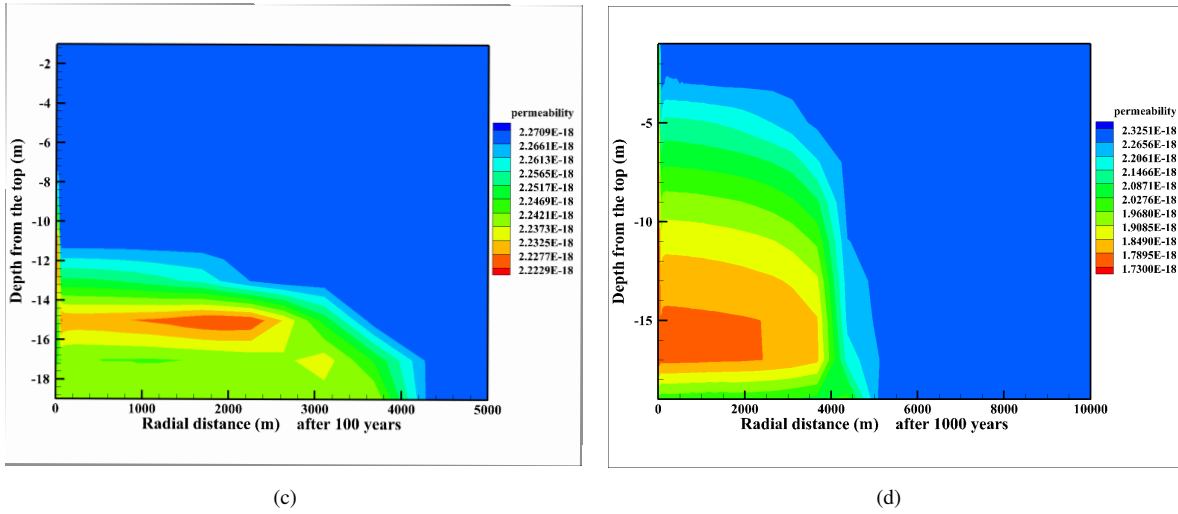 -2
-4
-6
-8
-10
-12
-14
-16
-18
Depth from the top (m)
0
1000
2000
3000
4000
5000
Radial distance (m) after 100 years
permeability
2.2709E-18
2.2661E-18
2.2613E-18
2.2565E-18
2.2517E-18
2.2469E-18
2.2421E-18
2.2373E-18
2.2325E-18
2.2277E-18
2.2229E-18
(c)
-5
-10
-15
Depth from the top (m)
0
2000
4000
6000
8000
10000
Radial distance (m) after 1000 years
permeability
2.3251E-18
2.2656E-18
2.2061E-18
2.1466E-18
2.0871E-18
2.0276E-18
1.9680E-18
1.9085E-18
1.8490E-18
1.7895E-18
1.7300E-18
(d)